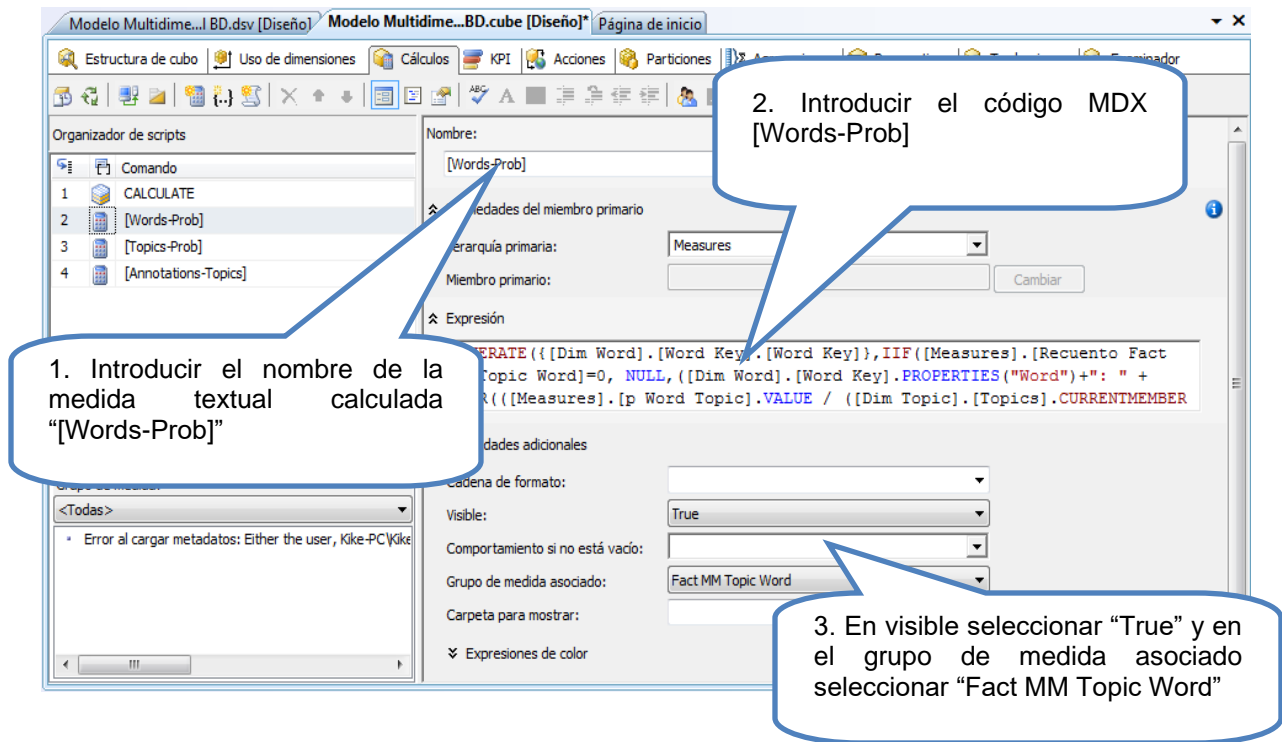 Modelo Multidime...l BD.dsv [Diseño] Modelo Multidime...BD.cube [Diseño]* Página de inicio
Estructura de cubo Uso de dimensiones Cálculos KPI Acciones Particiones
Organizador de scripts
Comando
1 CALCULATE
2 [Words-Prob]
3 [Topics-Prob]
4 [Annotations-Topics]
Nombre:
[Words-Prob]
2. Introducir el código MDX
[Words-Prob]
edades del miembro primario
erarquía primaria: Measures
Miembro primario: Cambiar
Expresión
ERATE({[Dim Word].[Word Key].[Word Key]},IIF([Measures].[Recuento Fact
Topic Word]=0, NULL,([Dim Word].[Word Key].PROPERTIES("Word")+": " +
R(([Measures].[p Word Topic].VALUE / ([Dim Topic].[Topics].CURRENTMEMBER
1. Introducir el nombre de la
medida textual calculada
“[Words-Prob]”
dades adicionales
Cadena de formato:
Visible: True
Comportamiento si no está vacío:
Grupo de medida asociado: Fact MM Topic Word
Carpeta para mostrar:
Expresiones de color
<Todas>
Error al cargar metadatos: Either the user, Kike-PC\Kike
3. En visible seleccionar “True” y en
el grupo de medida asociado
seleccionar “Fact MM Topic Word”